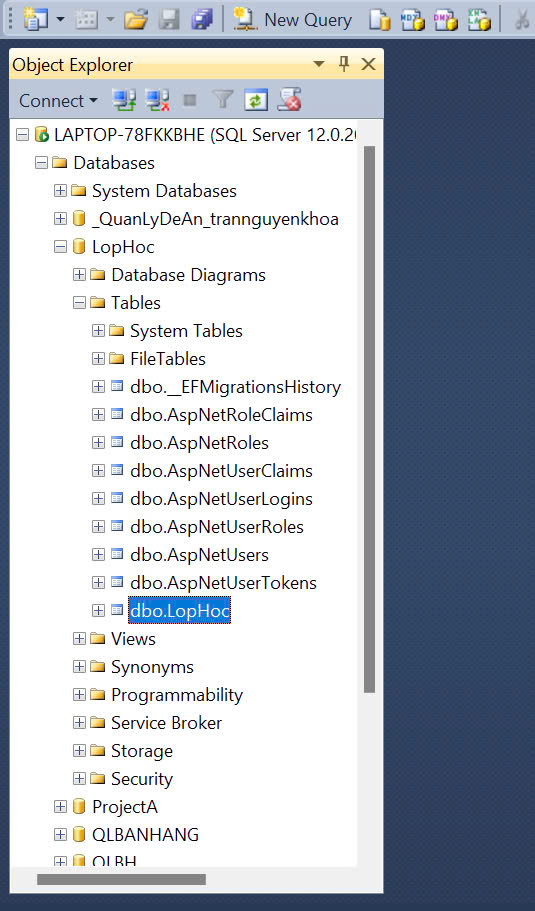 New Query
Object Explorer
Connect
LAPTOP-78FKKBHE (SQL Server 12.0.20
Databases
System Databases
_QuanLyDeAn_trannguyenkhoa
LopHoc
Database Diagrams
Tables
System Tables
FileTables
dbo.__EFMigrationsHistory
dbo.AspNetRoleClaims
dbo.AspNetRoles
dbo.AspNetUserClaims
dbo.AspNetUserLogins
dbo.AspNetUserRoles
dbo.AspNetUsers
dbo.AspNetUserTokens
dbo.LopHoc
Views
Synonyms
Programmability
Service Broker
Storage
Security
ProjectA
QLBANHANG
QLBH